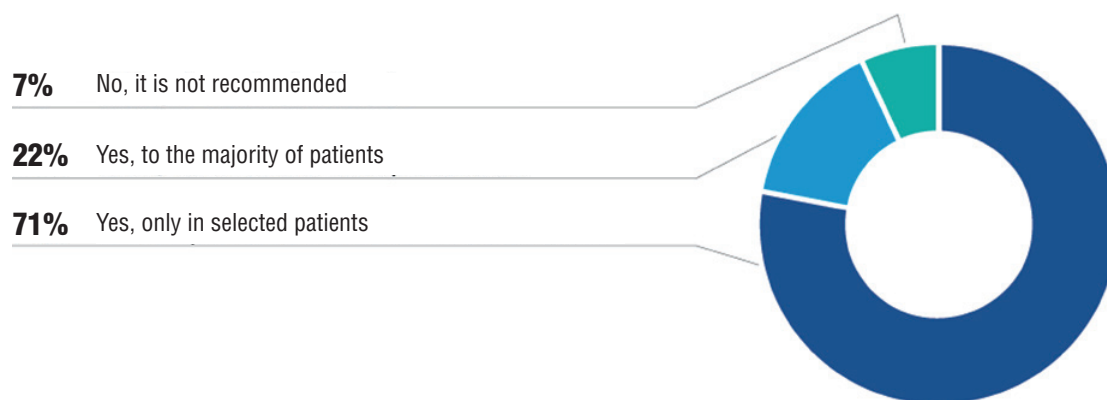 7% No, it is not recommended
22% Yes, to the majority of patients
71% Yes, only in selected patients